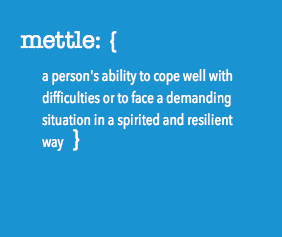 mettle: {
a person's ability to cope well with
difficulties or to face a demanding
situation in a spirited and resilient
way }